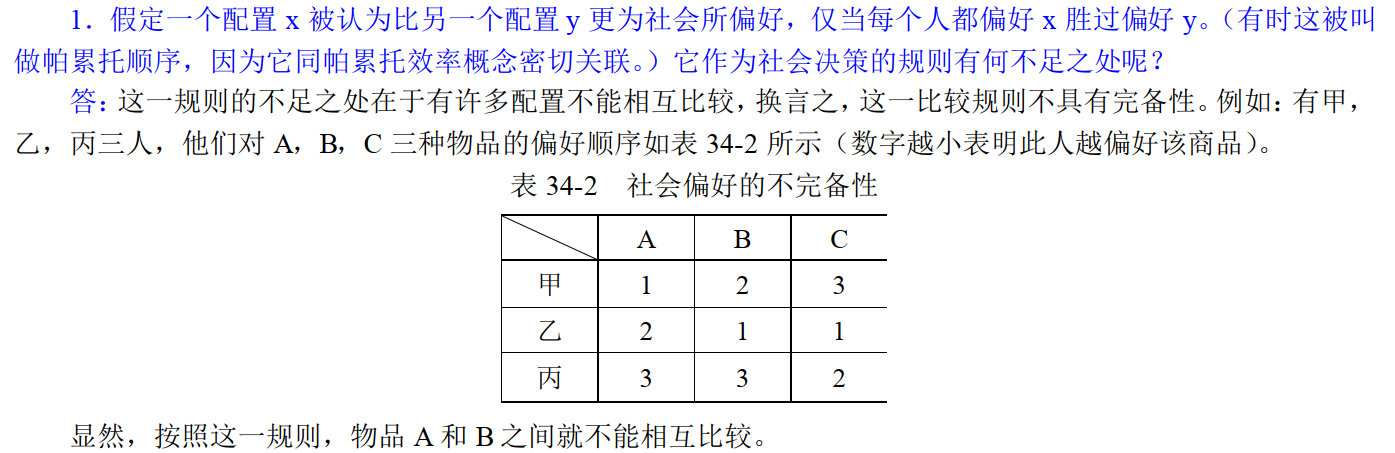 1．假定一个配置 x 被认为比另一个配置 y 更为社会所偏好，仅当每个人都偏好 x 胜过偏好 y。（有时这被叫
做帕累托顺序，因为它同帕累托效率概念密切关联。）它作为社会决策的规则有何不足之处呢？
答：这一规则的不足之处在于有许多配置不能相互比较，换言之，这一比较规则不具有完备性。例如：有甲，
乙，丙三人，他们对 A，B，C 三种物品的偏好顺序如表 34-2 所示（数字越小表明此人越偏好该商品）。
表 34-2 社会偏好的不完备性
A B C
甲 1 2 3
乙 2 1 1
丙 3 3 2
显然，按照这一规则，物品 A 和 B 之间就不能相互比较。